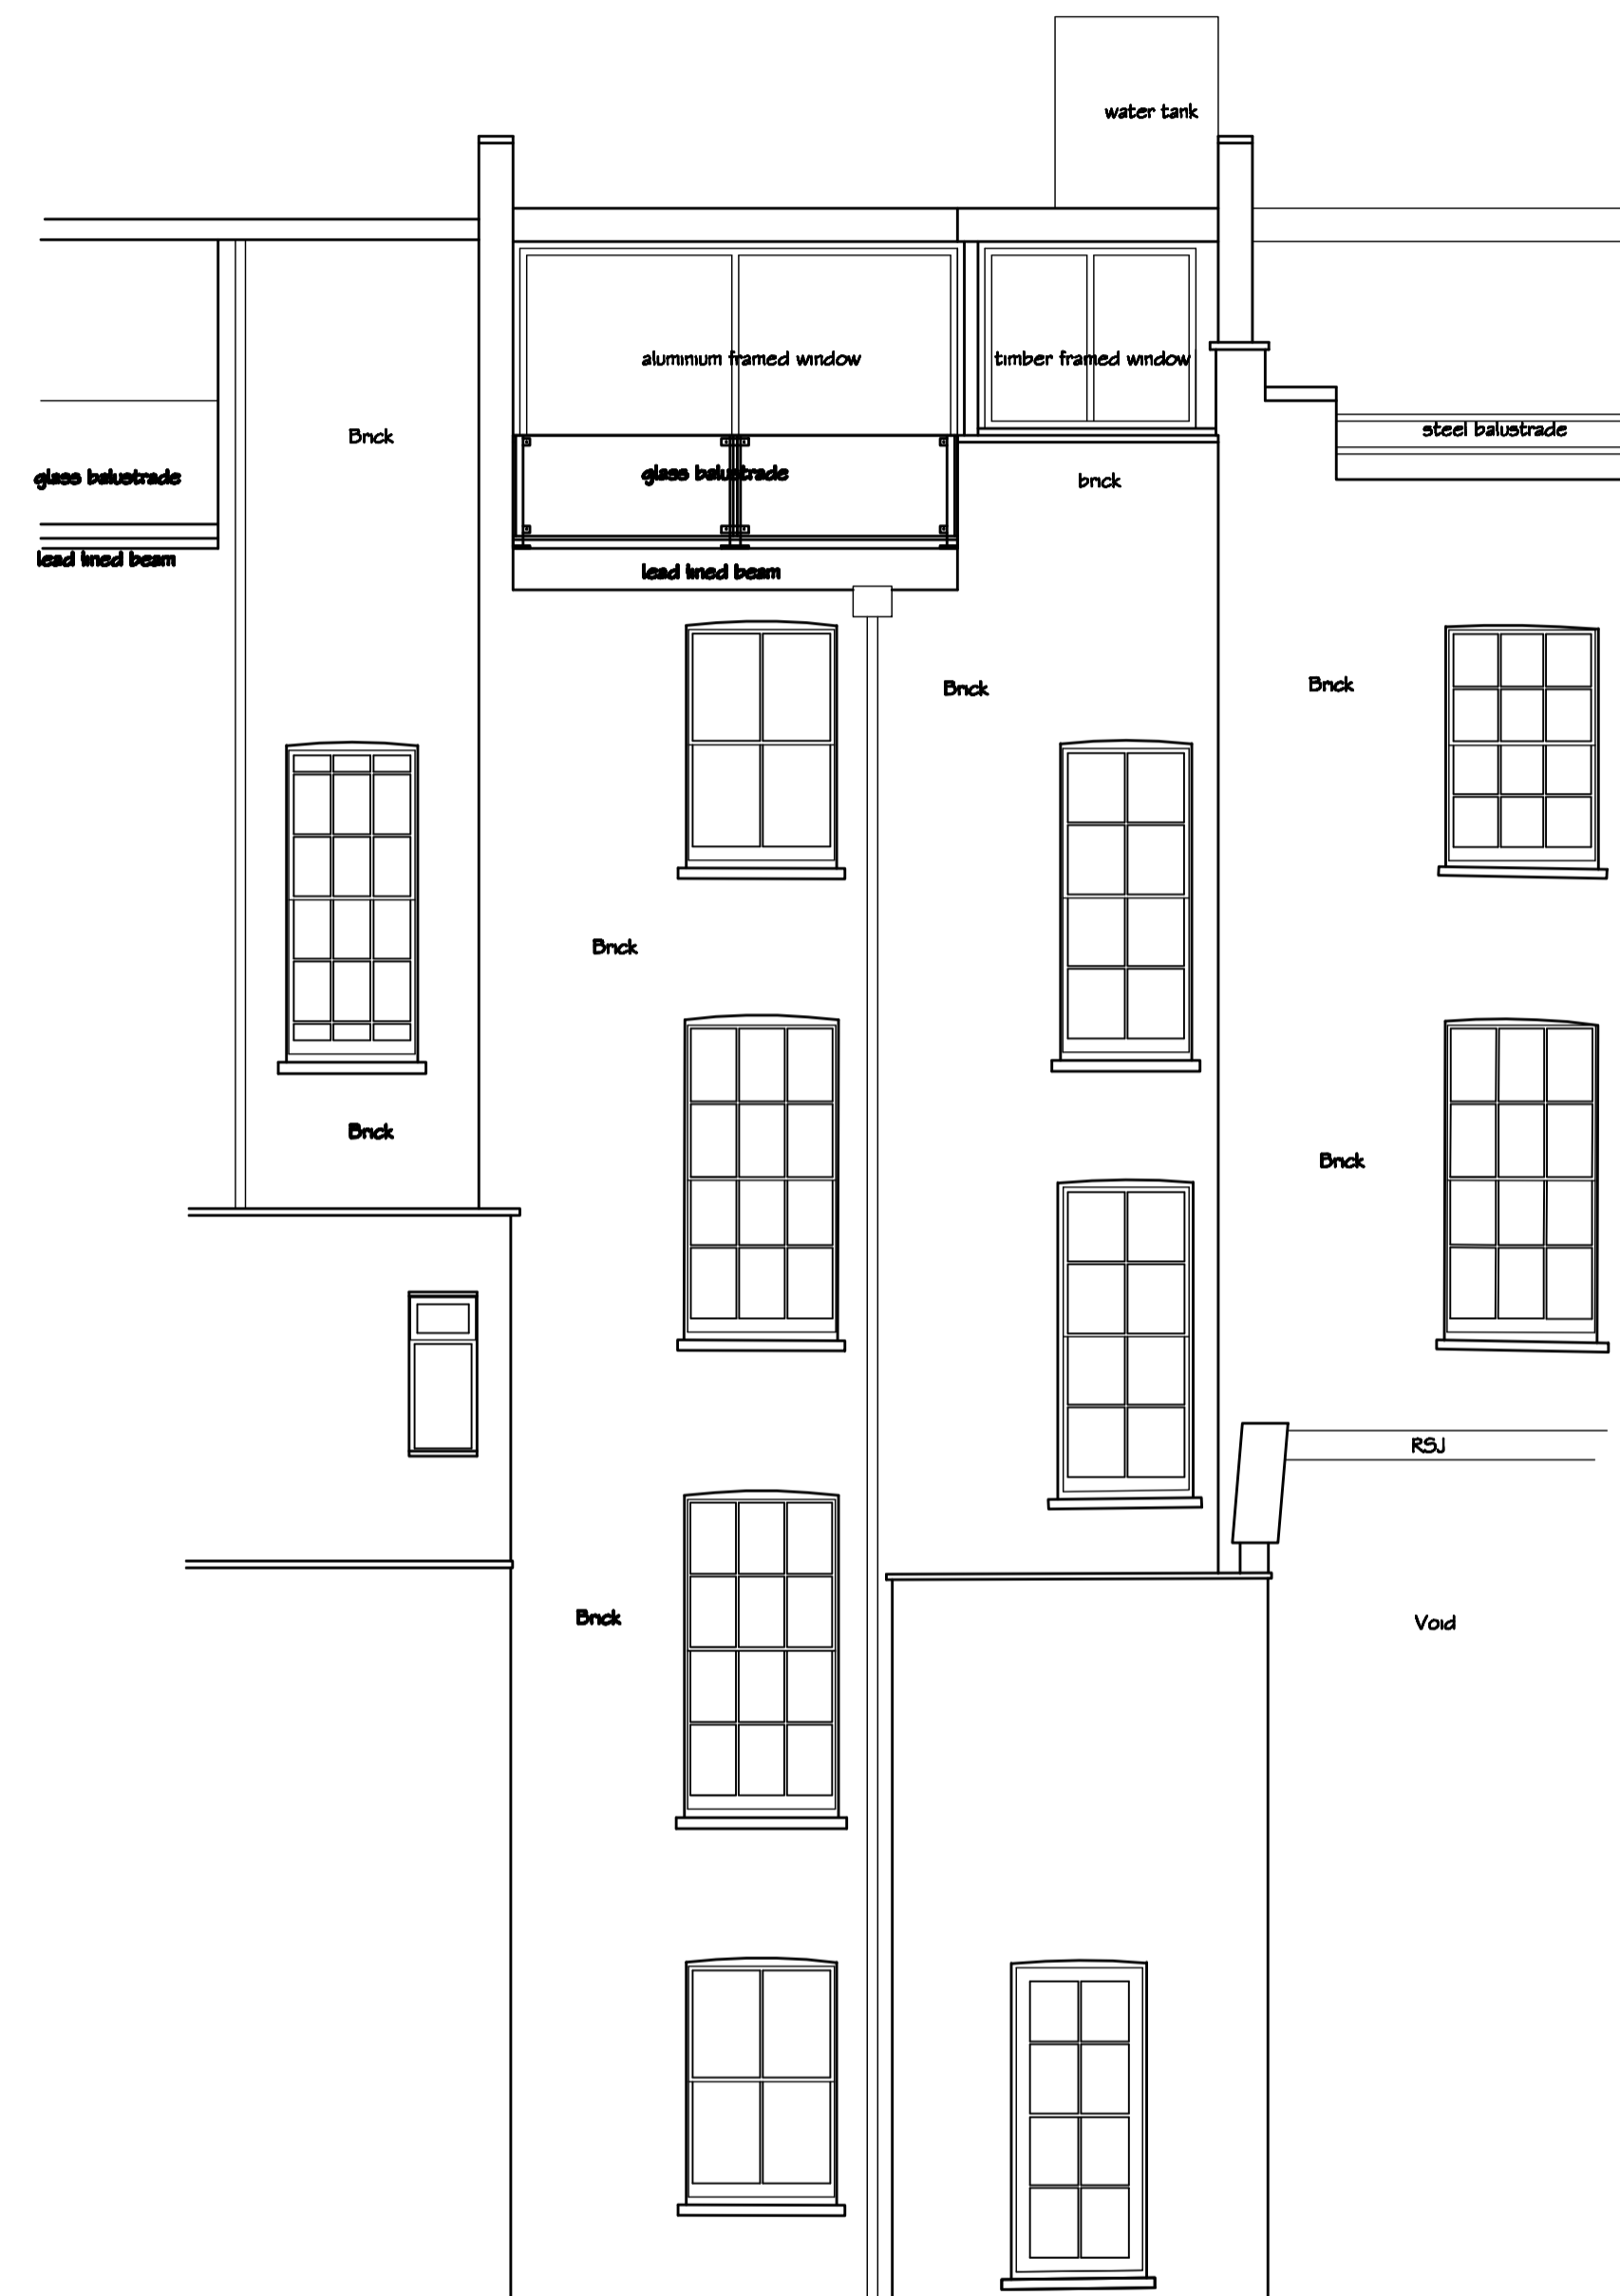 water tank
aluminium framed window
timber framed window
Brick
steel balustrade
glass balustrade
glass balustrade
brick
lead lined beam
lead lined beam
Brick
Brick
Brick
Brick
Brick
RSJ
Brick
Void